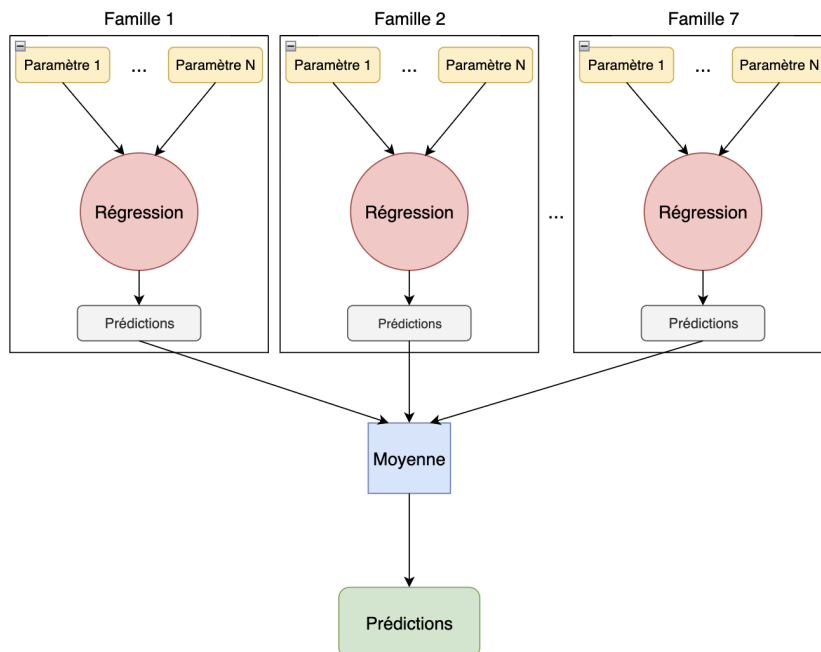 Famille 1
Famille 2
Famille 7
Paramètre 1 ... Paramètre N
Paramètre 1 ... Paramètre N
Paramètre 1 ... Paramètre N
Régression
Régression
...
Régression
Prédictions
Prédictions
Prédictions
Moyenne
Prédictions